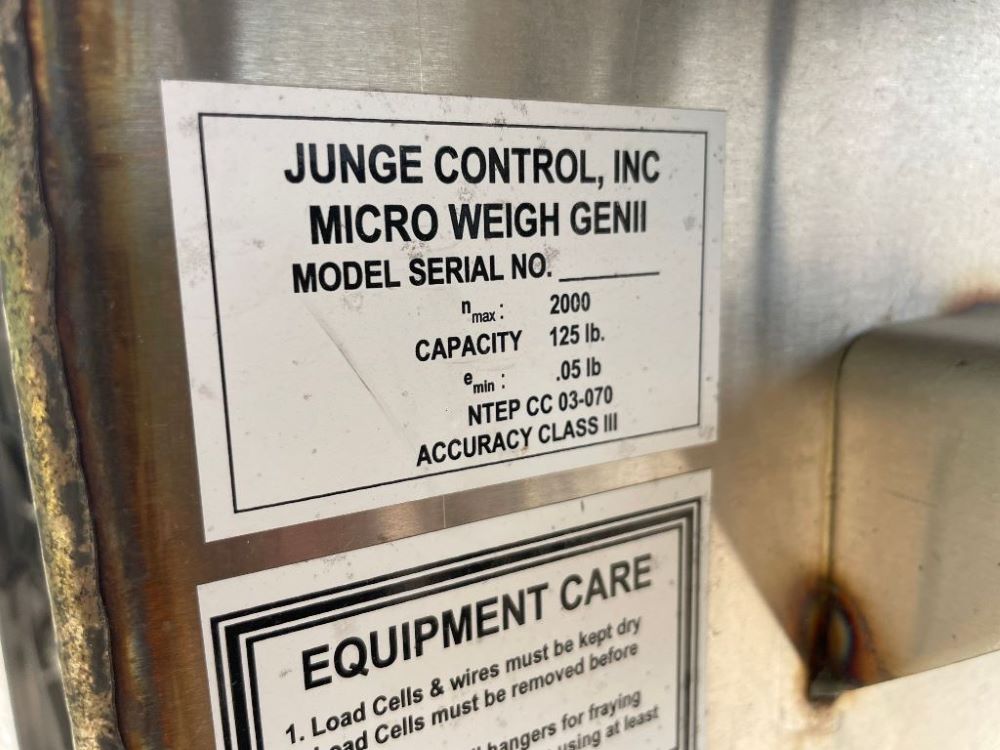 JUNGE CONTROL, INC
MICRO WEIGH GENII
MODEL SERIAL NO. ________
nmax : 2000
CAPACITY 125 lb.
emin : .05 lb
NTEP CC 03-070
ACCURACY CLASS III
EQUIPMENT CARE
1. Load Cells & wires must be kept dry
Cells must be removed before
hangers for fraying
using at least